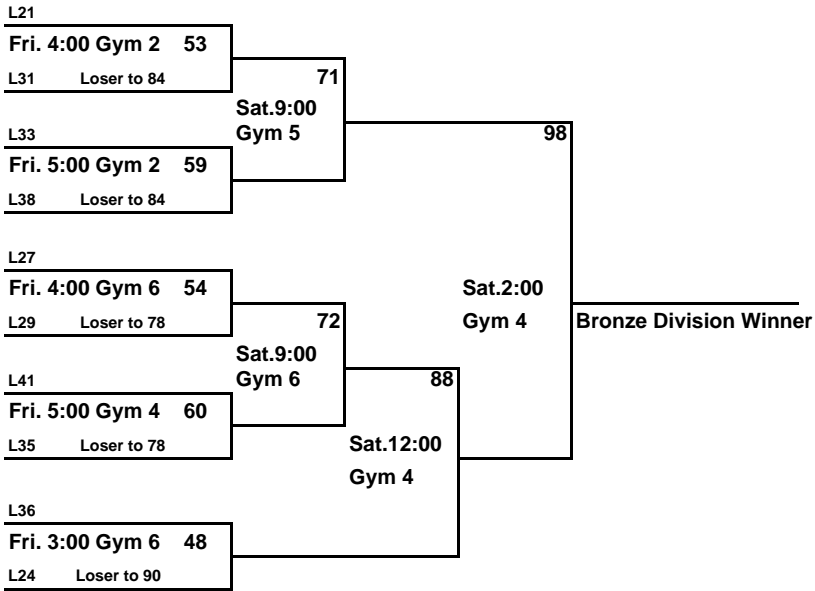 L21
Fri. 4:00 Gym 2 53
L31 Loser to 84
71
Sat.9:00
Gym 5
L33
98
Fri. 5:00 Gym 2 59
L38 Loser to 84
L27
Fri. 4:00 Gym 6 54
Sat.2:00
L29 Loser to 78
72
Gym 4
Bronze Division Winner
Sat.9:00
Gym 6
L41
88
Fri. 5:00 Gym 4 60
L35 Loser to 78
Sat.12:00
Gym 4
L36
Fri. 3:00 Gym 6 48
L24 Loser to 90